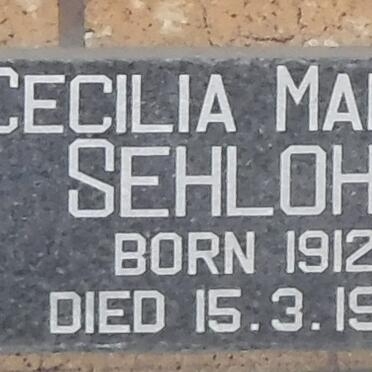 CECILIA MA
SEHLOH
BORN 1912
DIED 15.3.19